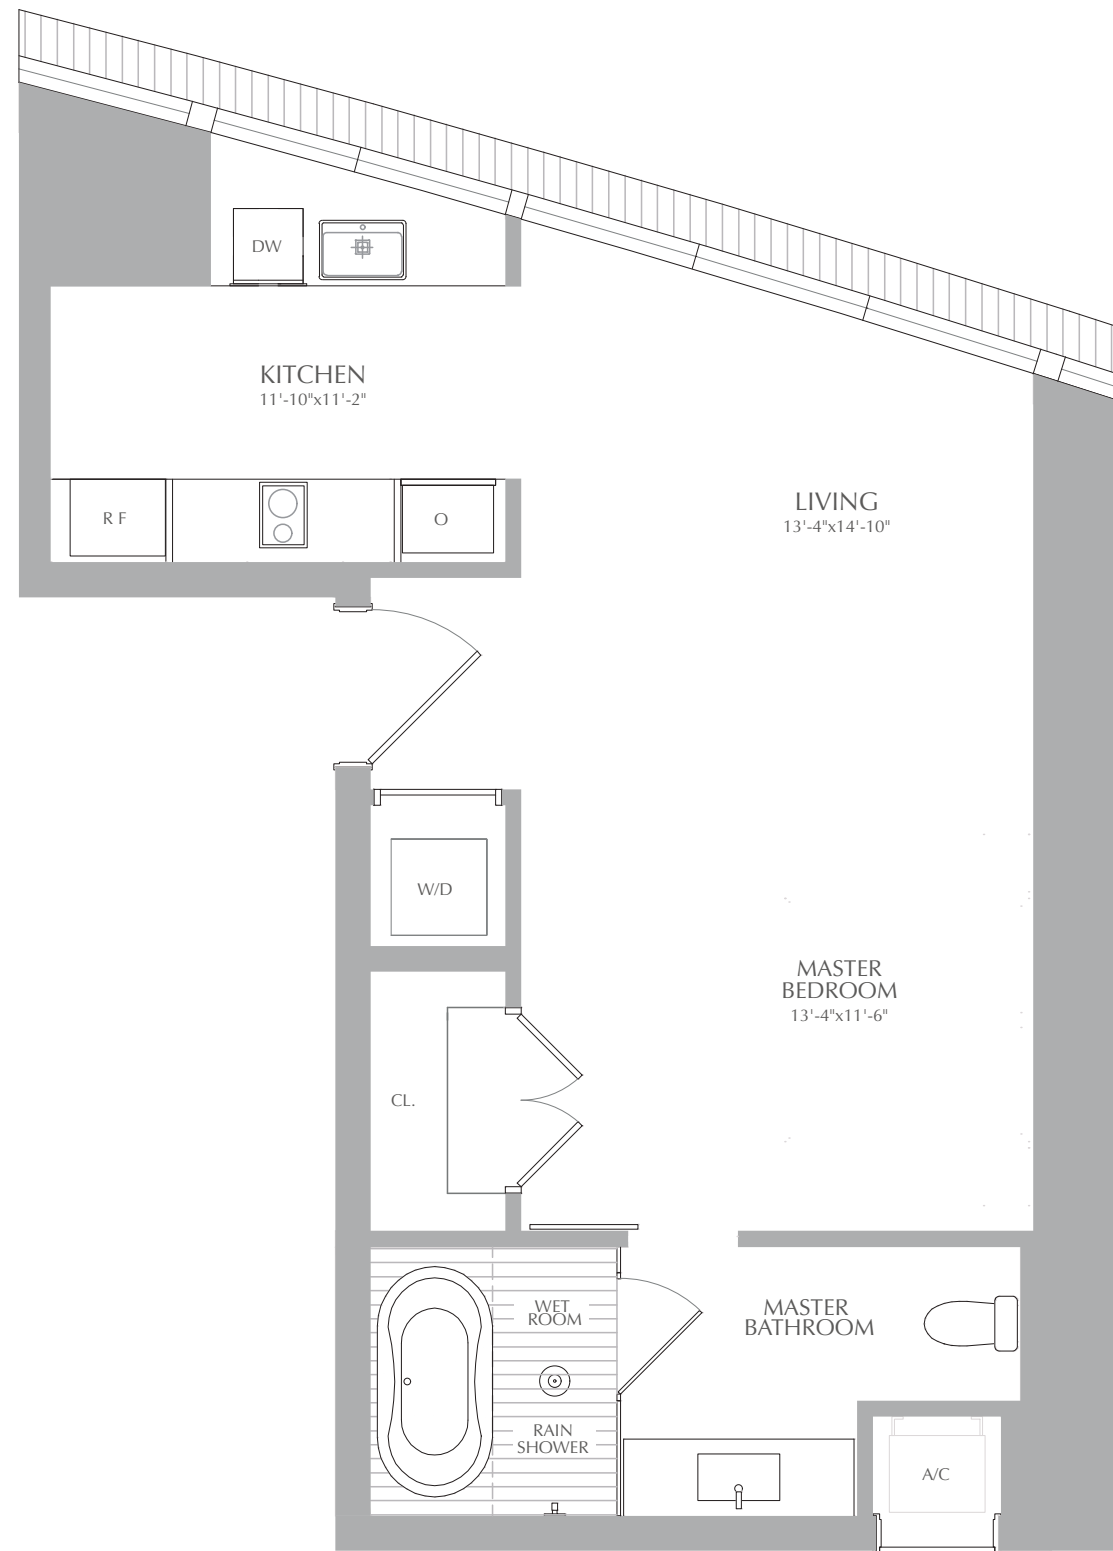 DW
KITCHEN
11'-10"x11'-2"
LIVING
13'-4"x14'-10"
R F
O
W/D
MASTER
BEDROOM
13'-4"x11'-6"
CL.
WET
ROOM
MASTER
BATHROOM
RAIN
SHOWER
A/C